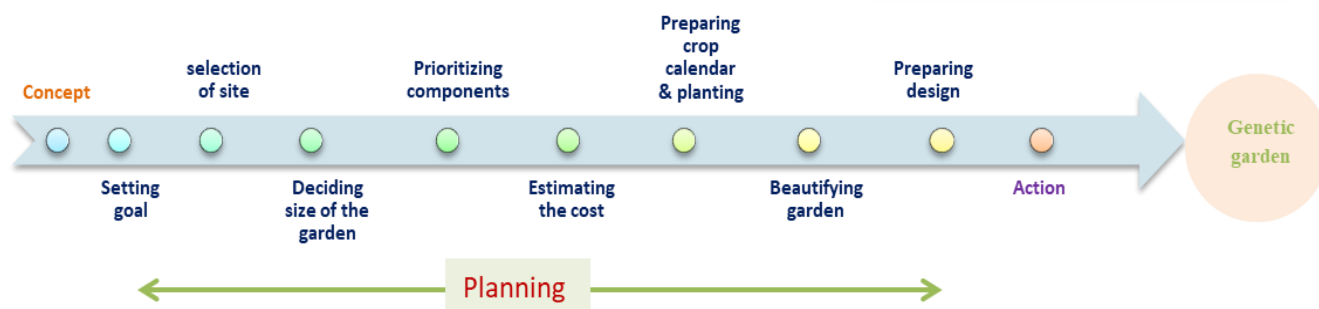 Concept
Setting
goal
selection
of site
Deciding
size of the
garden
Prioritizing
components
Estimating
the cost
Preparing
crop
calendar
& planting
Beautifying
garden
Preparing
design
Action
Genetic
garden
Planning